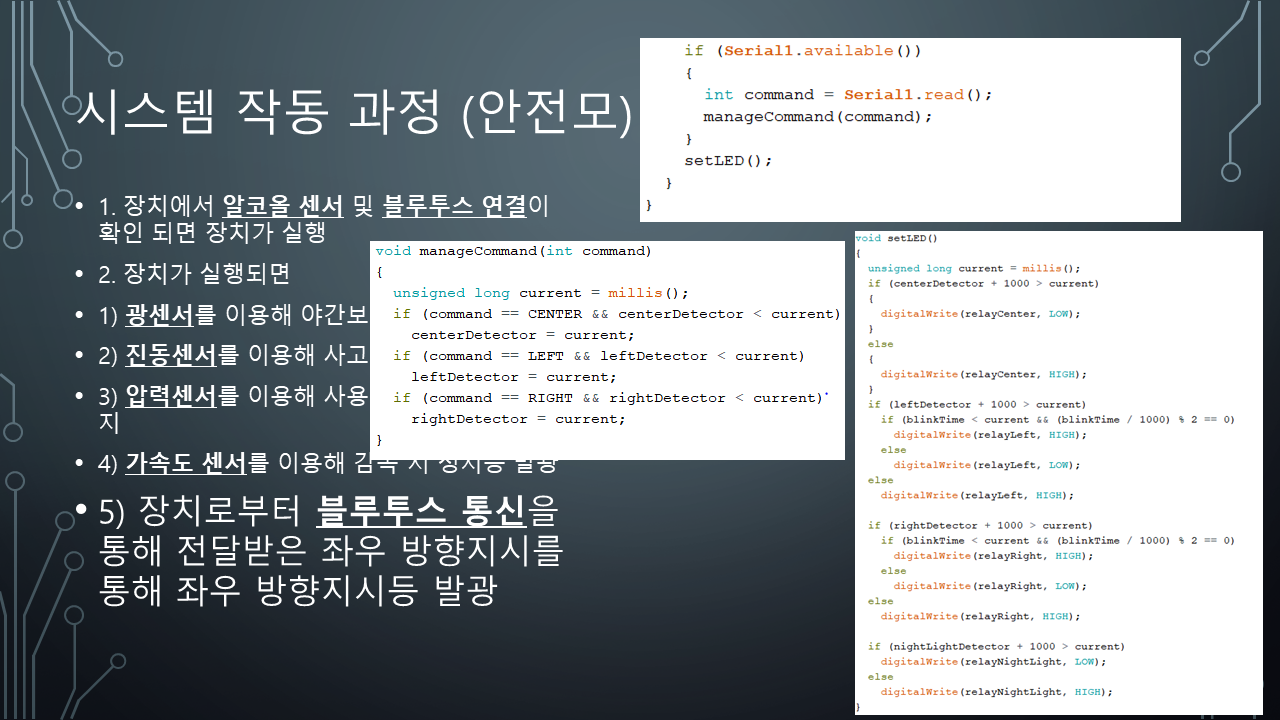 시스템 작동 과정 (안전모)
• 1. 장치에서 알코올 센서 및 블루투스 연결이
확인 되면 장치가 실행
• 2. 장치가 실행되면
• 1) 광센서를 이용해 야간보
• 2) 진동센서를 이용해 사고
• 3) 압력센서를 이용해 사용
지
• 4) 가속도 센서를 이용해 감속 시 정지등 발광
• 5) 장치로부터 블루투스 통신을
통해 전달받은 좌우 방향지시를
통해 좌우 방향지시등 발광
if (Serial1.available())
{
int command = Serial1.read();
manageCommand(command);
}
setLED();
}
}
void manageCommand(int command)
{
unsigned long current = millis();
if (command == CENTER && centerDetector < current)
centerDetector = current;
if (command == LEFT && leftDetector < current)
leftDetector = current;
if (command == RIGHT && rightDetector < current)
rightDetector = current;
}
void setLED()
{
unsigned long current = millis();
if (centerDetector + 1000 > current)
{
digitalWrite(relayCenter, LOW);
}
else
{
digitalWrite(relayCenter, HIGH);
}
if (leftDetector + 1000 > current)
if (blinkTime < current && (blinkTime / 1000) % 2 == 0)
digitalWrite(relayLeft, HIGH);
else
digitalWrite(relayLeft, LOW);
else
digitalWrite(relayLeft, HIGH);
if (rightDetector + 1000 > current)
if (blinkTime < current && (blinkTime / 1000) % 2 == 0)
digitalWrite(relayRight, HIGH);
else
digitalWrite(relayRight, LOW);
else
digitalWrite(relayRight, HIGH);
if (nightLightDetector + 1000 > current)
digitalWrite(relayNightLight, LOW);
else
digitalWrite(relayNightLight, HIGH);
}